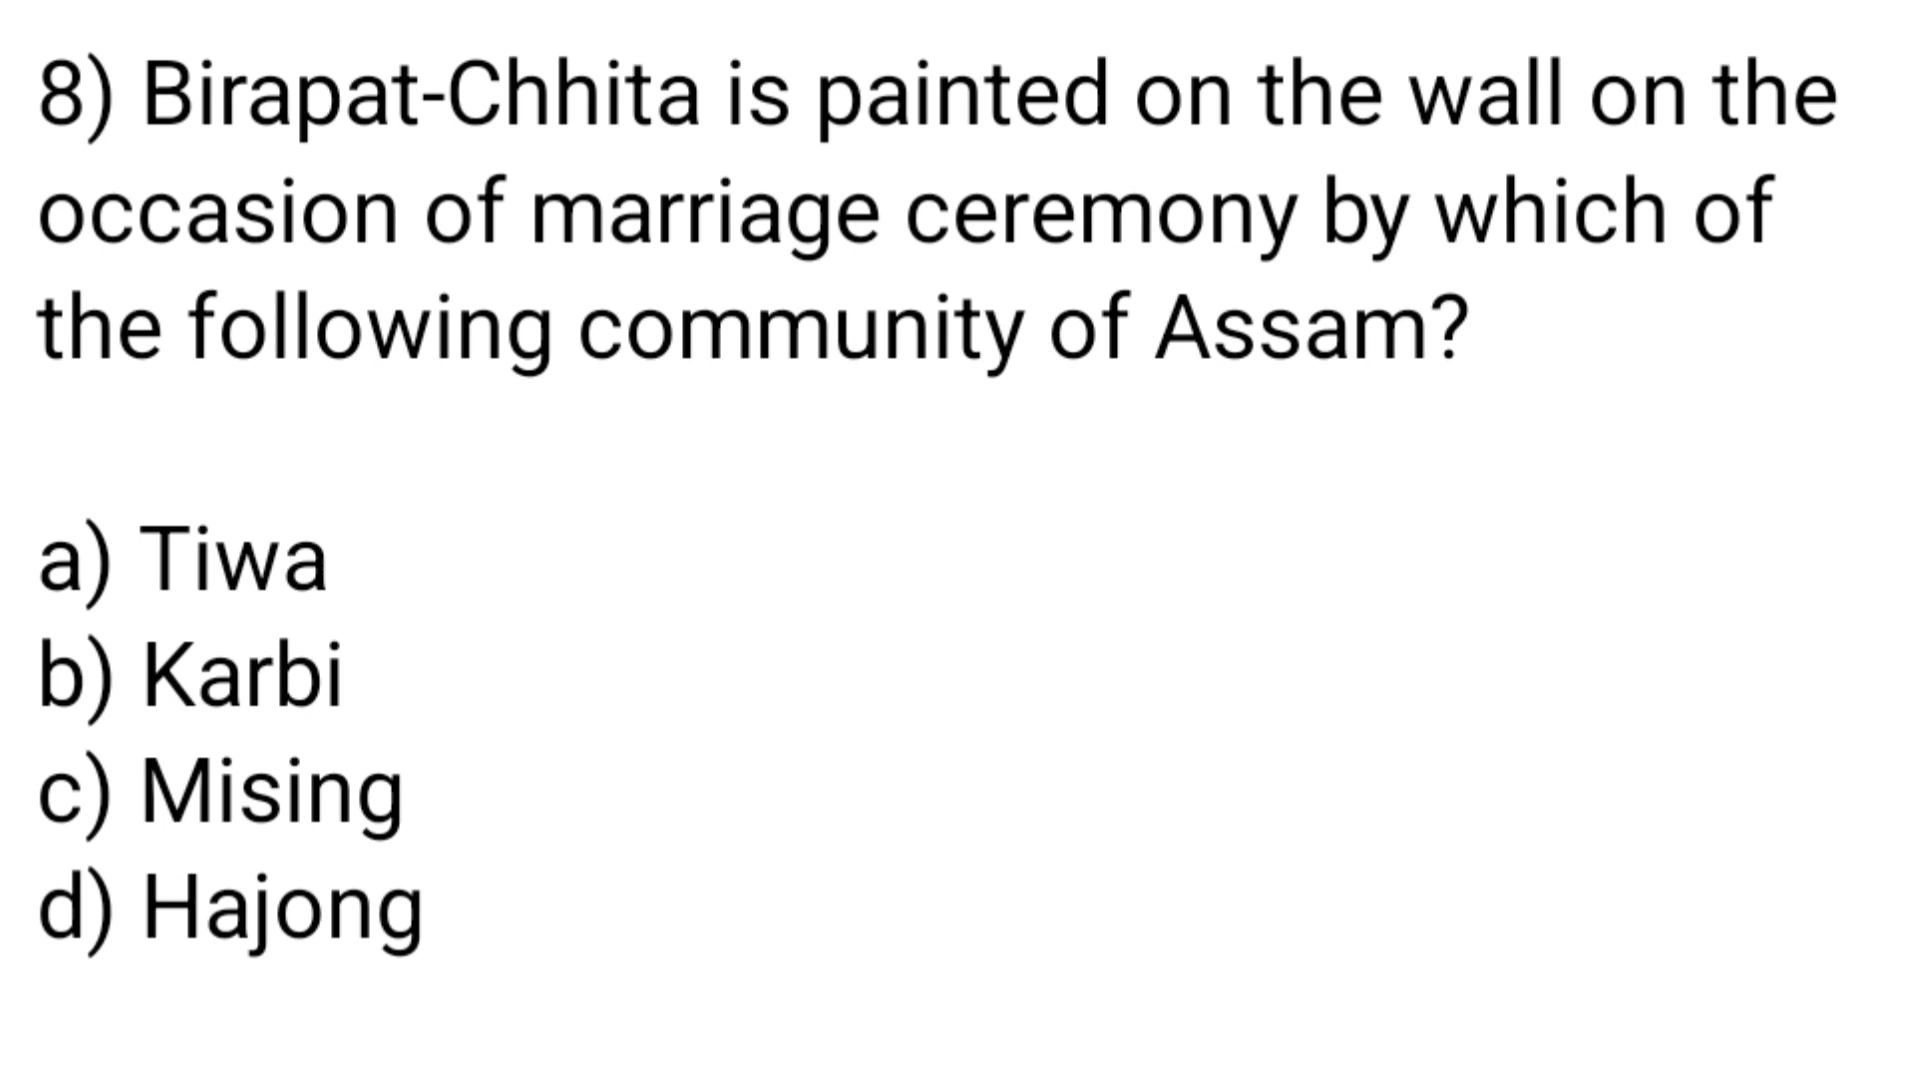 8) Birapat-Chhita is painted on the wall on the
occasion of marriage ceremony by which of
the following community of Assam?
a) Tiwa
b) Karbi
c) Mising
d) Hajong